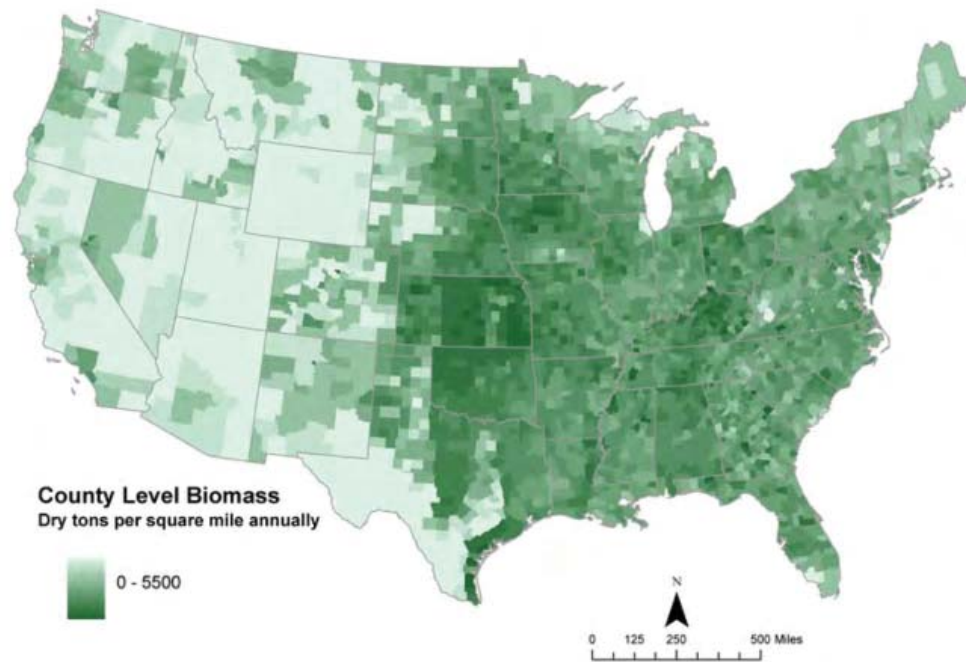 County Level Biomass
Dry tons per square mile annually
0 - 5500
N
0 125 250 500 Miles